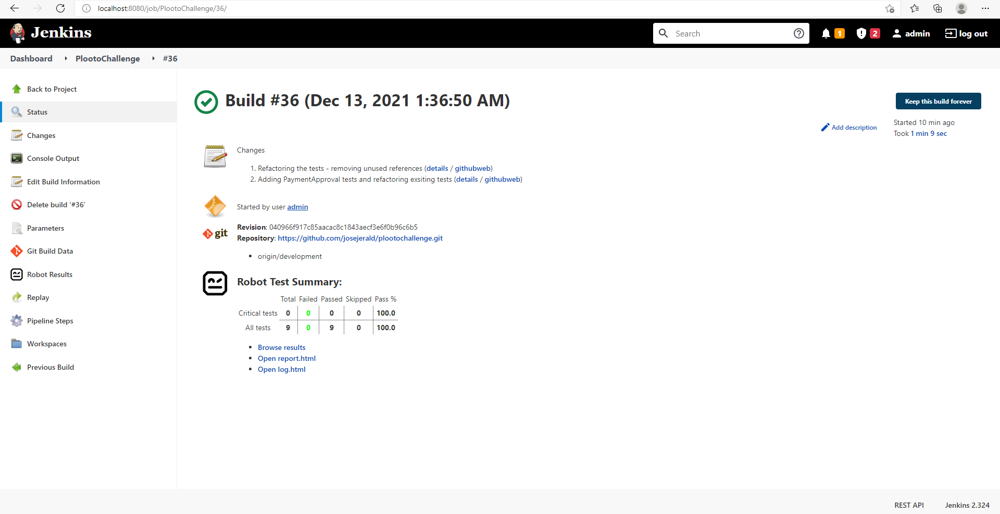 localhost:8080/job/PlootoChallenge/36/
Jenkins
Search
1
2
admin
log out
Dashboard
PlootoChallenge
#36
Back to Project
Status
Changes
Console Output
Edit Build Information
Delete build ‘#36’
Parameters
Git Build Data
Robot Results
Replay
Pipeline Steps
Workspaces
Previous Build
Build #36 (Dec 13, 2021 1:36:50 AM)
Keep this build forever
Add description
Started 10 min ago
Took 1 min 9 sec
Changes
1. Refactoring the tests - removing unused references (details / githubweb)
2. Adding PaymentApproval tests and refactoring exsiting tests (details / githubweb)
Started by user admin
git
Revision: 040966f917c85aacac8c1843aecf3e6f0b96c6b5
Repository: https://github.com/josejerald/plootochallenge.git
• origin/development
Robot Test Summary:
Total Failed Passed Skipped Pass %
Critical tests 0 0 0 0 100.0
All tests 9 0 9 0 100.0
• Browse results
• Open report.html
• Open log.html
REST API
Jenkins 2.324